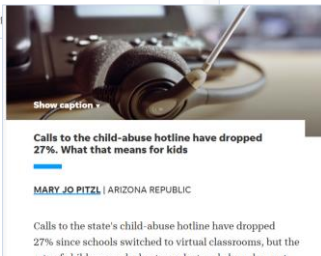 Show caption
Calls to the child-abuse hotline have dropped
27%. What that means for kids
MARY JO PITZL | ARIZONA REPUBLIC
Calls to the state's child-abuse hotline have dropped
27% since schools switched to virtual classrooms, but the